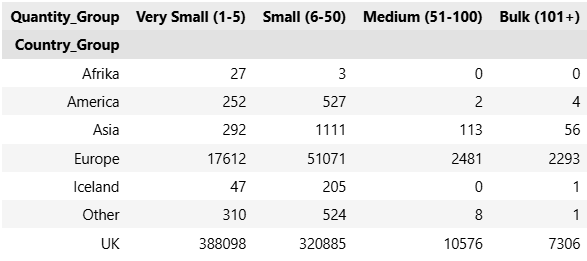 Quantity_Group Very Small (1-5) Small (6-50) Medium (51-100) Bulk (101+)
Country_Group
Afrika 27 3 0 0
America 252 527 2 4
Asia 292 1111 113 56
Europe 17612 51071 2481 2293
Iceland 47 205 0 1
Other 310 524 8 1
UK 388098 320885 10576 7306